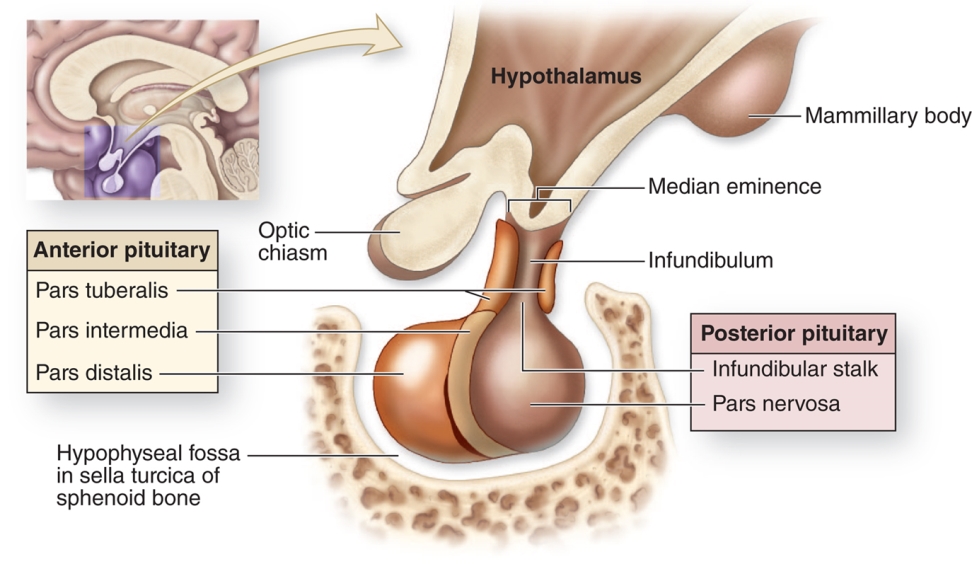 Hypothalamus
Mammillary body
Median eminence
Optic
chiasm
Infundibulum
Anterior pituitary
Pars tuberalis
Pars intermedia
Pars distalis
Posterior pituitary
Infundibular stalk
Pars nervosa
Hypophyseal fossa
in sella turcica of
sphenoid bone